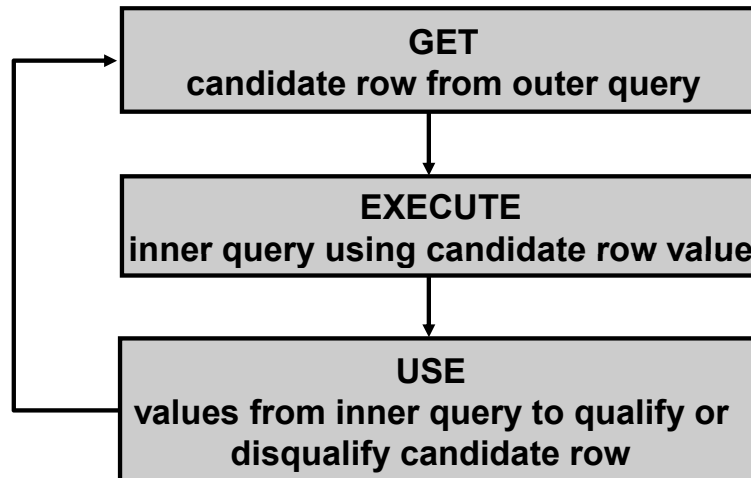 GET
candidate row from outer query
EXECUTE
inner query using candidate row value
USE
values from inner query to qualify or
disqualify candidate row